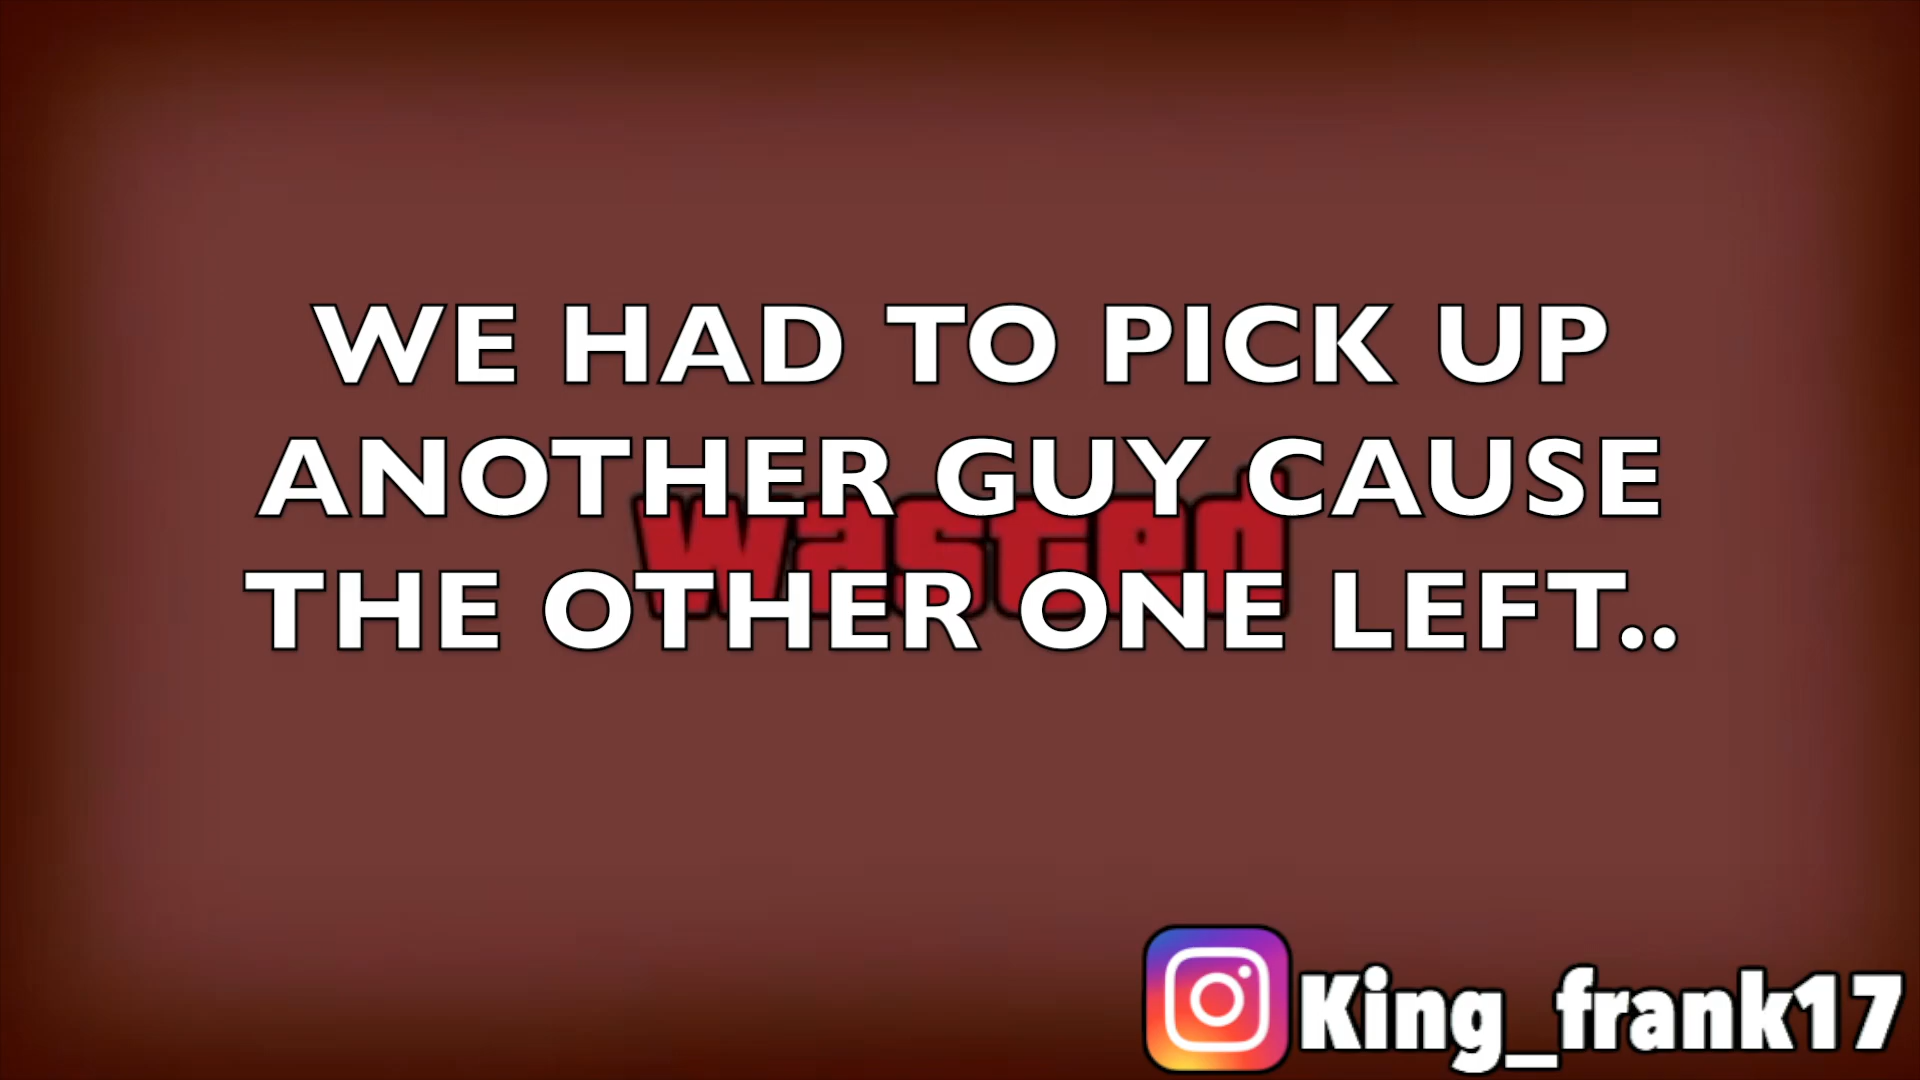 WE HAD TO PICK UP
ANOTHER GUY CAUSE
wasted
THE OTHER ONE LEFT..
King_frank17